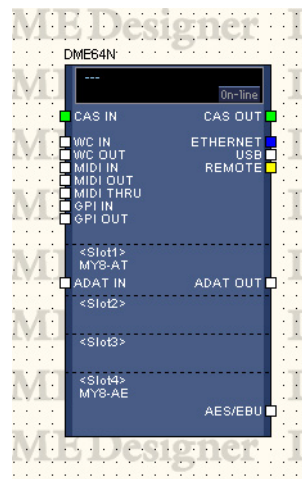 ME Designer
DME64N
---
On-line
CAS IN CAS OUT
WC IN ETHERNET
WC OUT USB
MIDI IN REMOTE
MIDI OUT
MIDI THRU
GPI IN
GPI OUT
<Slot1>
MY8-AT
ADAT IN ADAT OUT
<Slot2>
<Slot3>
<Slot4>
MY8-AE
AES/EBU
ME Designer